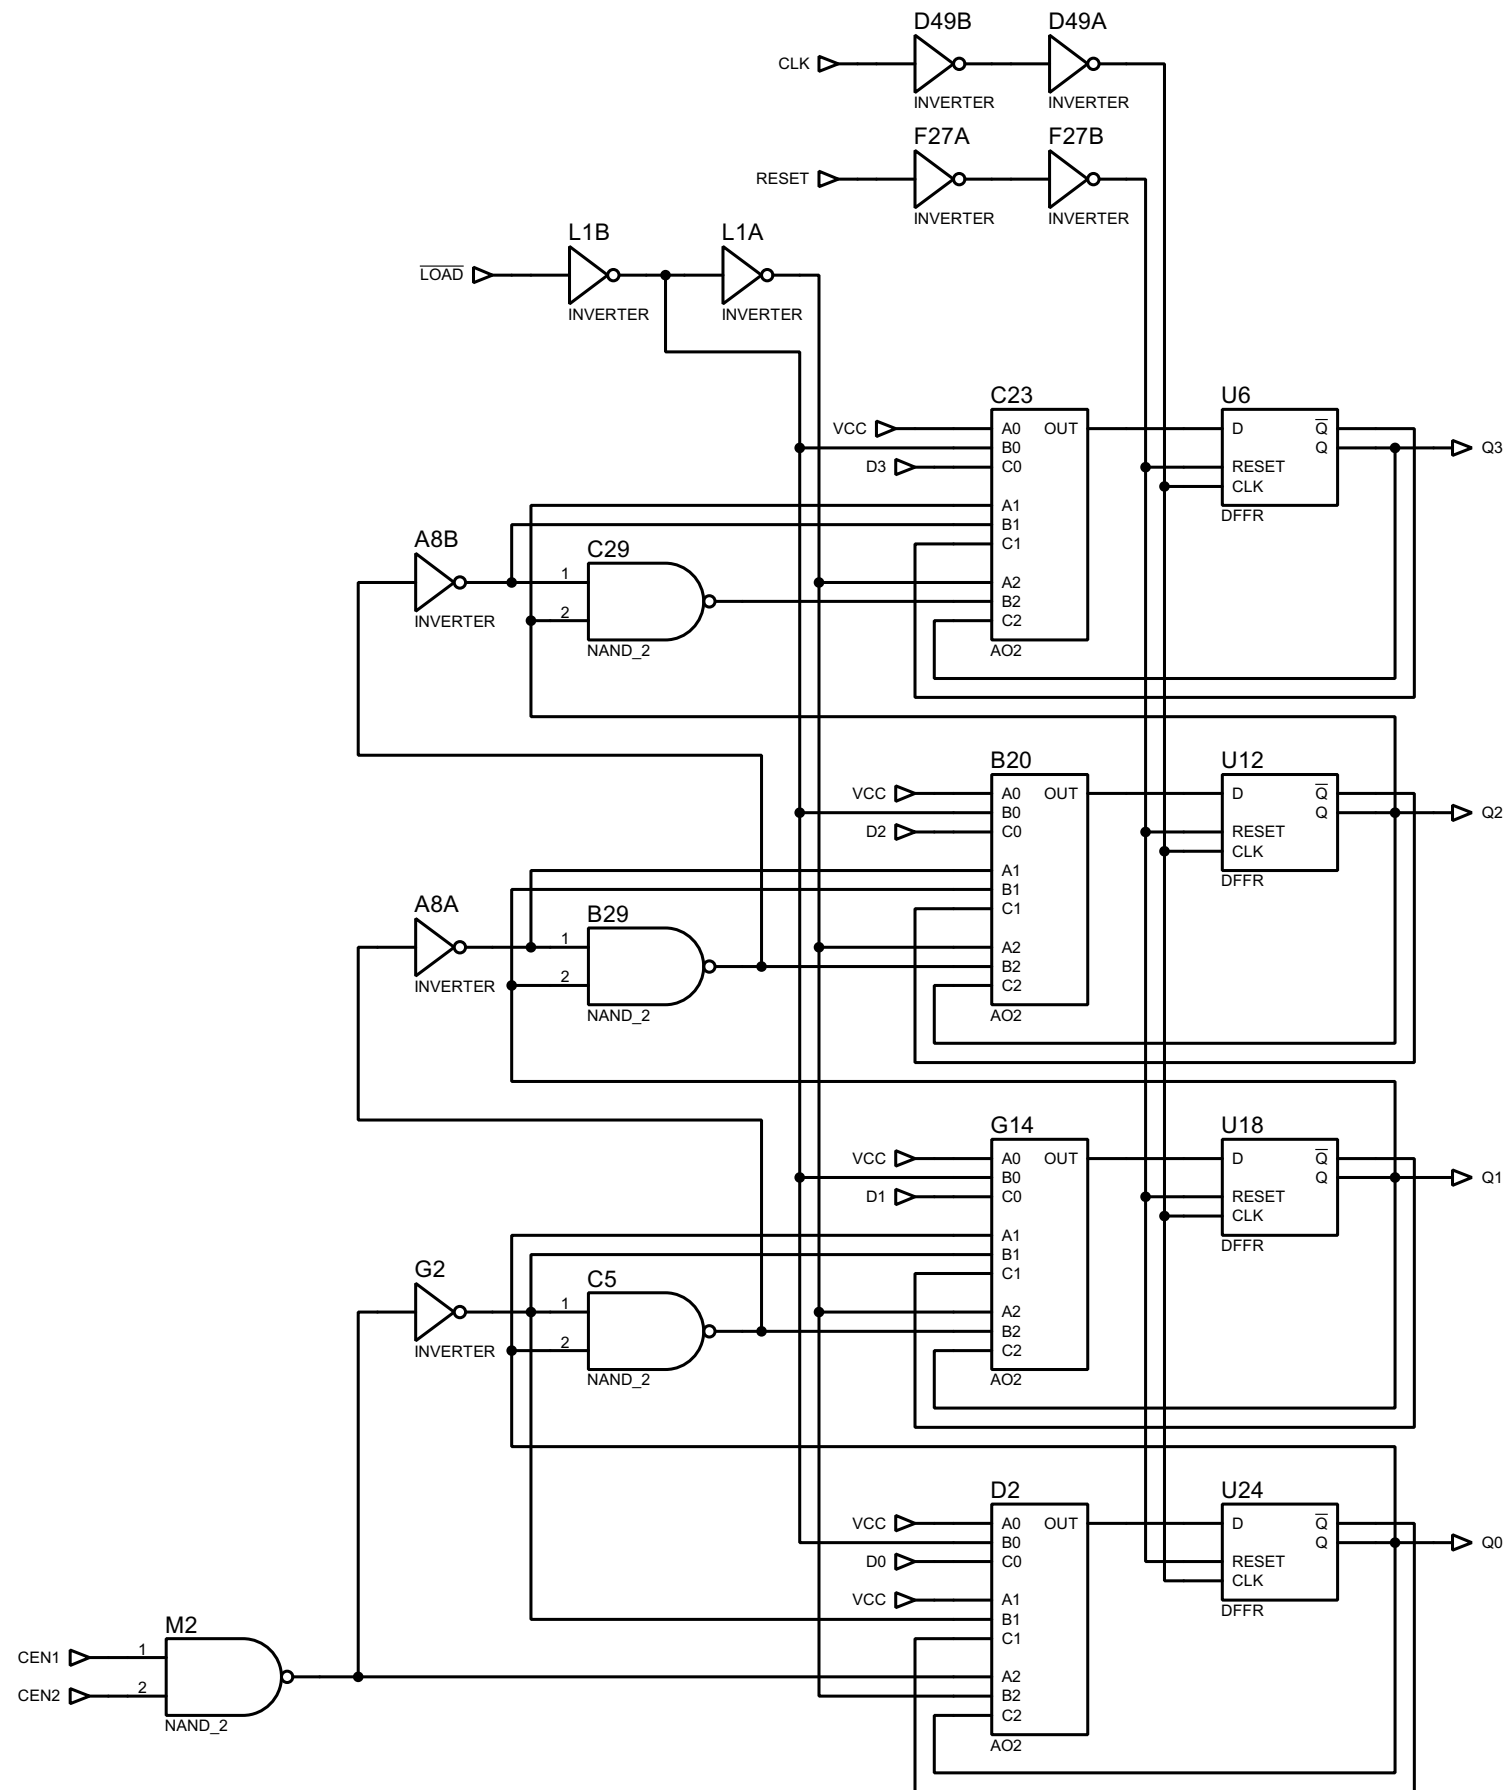 D49B D49A
CLK
INVERTER INVERTER
F27A F27B
RESET
INVERTER INVERTER
L1B L1A
LOAD
INVERTER INVERTER
C23 U6
VCC A0 OUT D Q
B0 Q Q3
D3 C0 RESET
CLK
A1 DFFR
B1
A8B C29 C1
1 A2
B2
INVERTER 2 C2
NAND_2 AO2
B20 U12
VCC A0 OUT D Q
B0 Q Q2
D2 C0 RESET
CLK
A1 DFFR
B1
A8A B29 C1
1 A2
B2
INVERTER 2 C2
NAND_2 AO2
G14 U18
VCC A0 OUT D Q
B0 Q Q1
D1 C0 RESET
CLK
A1 DFFR
B1
G2 C5 C1
1 A2
B2
INVERTER 2 C2
NAND_2 AO2
D2 U24
VCC A0 OUT D Q
B0 Q Q0
D0 C0 RESET
CLK
VCC A1 DFFR
B1
M2 C1
CEN1 1
A2
CEN2 2 B2
C2
NAND_2
AO2